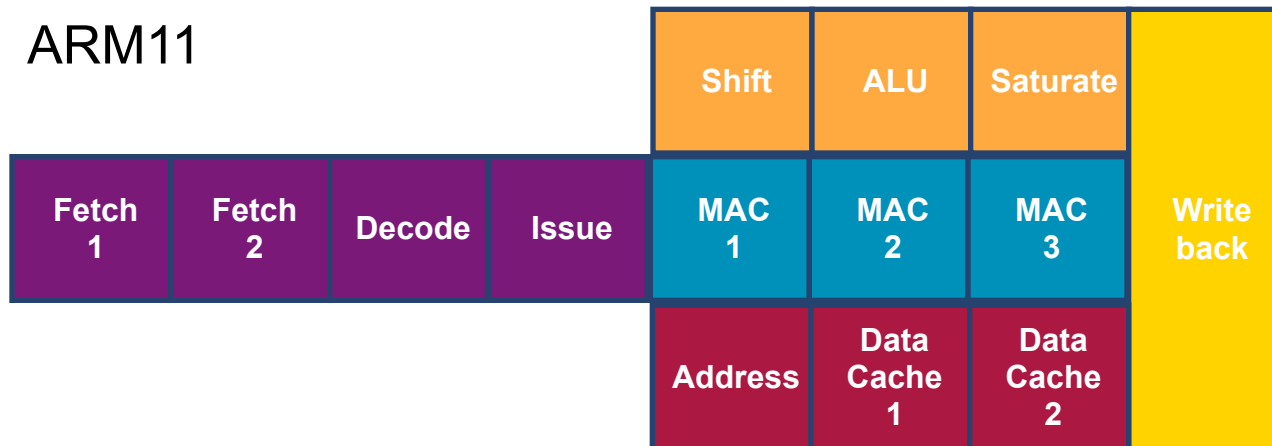 ARM11
Shift
ALU
Saturate
Fetch
1
Fetch
2
Decode
Issue
MAC
1
MAC
2
MAC
3
Write
back
Address
Data
Cache
1
Data
Cache
2